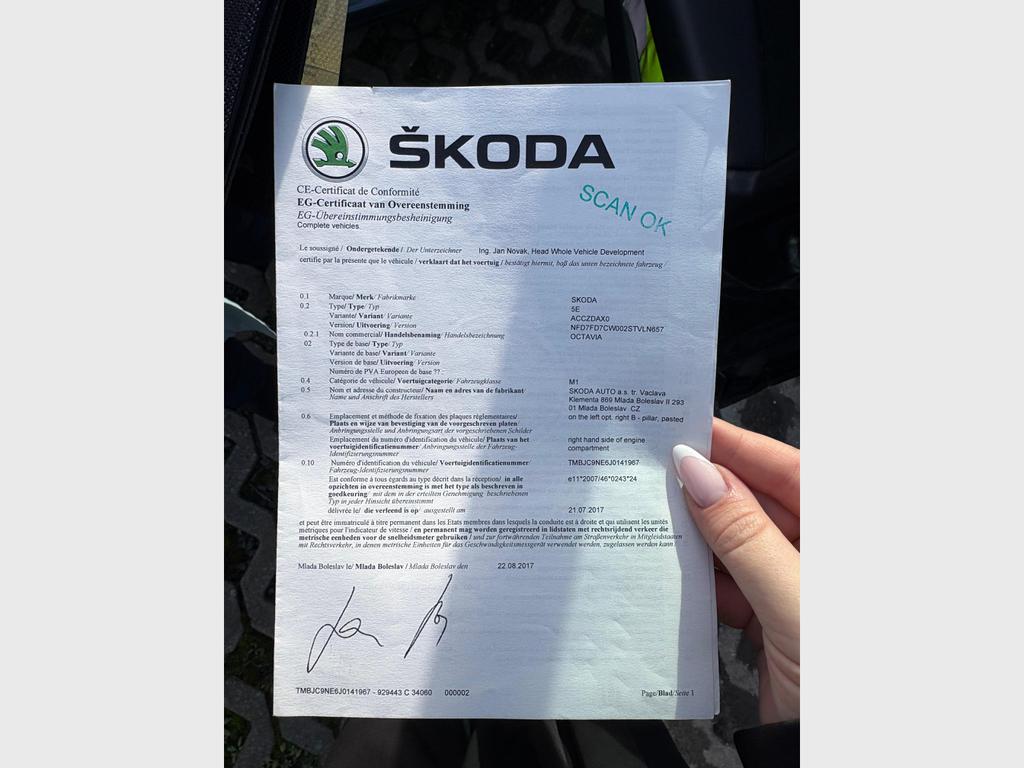 ŠKODA
SCAN OK
CE-Certificat de Conformité
EG-Certificaat van Overeenstemming
EG-Übereinstimmungsbesheinigung
Complete vehicles.
Le soussigné / Ondergetekende / Der Unterzeichner Ing. Jan Novak, Head Whole Vehicle Development
certifie par la présente que le véhicule / verklaart dat het voertuig / bestätigt hiermit, baß das unten bezeichnete fahrzeug /
0.1 Marque/ Merk/ Fabrikmarke SKODA
0.2 Type/ Type/ Typ 5E
Variante/ Variant/ Variante ACCZDAX0
Version/ Uitvoering/ Version NFD7FD7CW002STVLN657
0.2.1 Nom commercial/ Handelsbenaming/ Handelsbezeichnung OCTAVIA
02 Type de base/ Type/ Typ
Variante de base/ Variant/ Variante
Version de base/ Uitvoering/ Version
Numéro de PVA Européen de base ?? :
0.4 Catégorie de véhicule/ Voertuigcategorie/ Fahrzeugklasse M1
0.5 Nom et adresse du constructeur/ Naam en adres van de fabrikant/ SKODA AUTO a.s. tr. Vaclava
Name und Anschrift des Herstellers Klementa 869 Mlada Boleslav II 293
01 Mlada Boleslav CZ
0.6 Emplacement et méthode de fixation des plaques réglementaires/ on the left opt. right B - pillar, pasted
Plaats en wijze van bevestiging van de voorgeschreven platen/
Anbringungsstelle und Anbringungsart der vorgeschriebenen Schilder
Emplacement du numéro d'identification du véhicule/ Plaats van het right hand side of engine
voertuigidentificatienummer/ Anbringungsstelle der Fahrzeug- compartment
Identifizierungsnummer
0.10 Numéro d'identification du véhicule/ Voertuigidentificatienummer/ TMBJC9NE6J0141967
Fahrzeug-Identifizierungsnummer
Est conforme à tous égards au type décrit dans la réception/ in alle e11*2007/46*0243*24
opzichten in overeenstemming is met het type als beschreven in
goedkeuring/ mit dem in der erteilten Genehmigung beschriebenen
Typ in jeder Hinsicht übereinstimmt
délivrée le/ die verleend is op/ ausgestellt am 21.07.2017
et peut être immatriculé à titre permanent dans les Etats membres dans lesquels la conduite est à droite et qui utilisent les unités
métriques pour l'indicateur de vitesse / en permanent mag worden geregistreerd in lidstaten met rechtsrijdend verkeer die
metrische eenheden voor de snelheidsmeter gebruiken / und zur fortwährenden Teilnahme am Straßenverkehr in Mitgliedstaaten
mit Rechtsverkehr, in denen metrische Einheiten für das Geschwindigkeitsmessgerät verwendet werden, zugelassen werden kann.
Mlada Boleslav le/ Mlada Boleslav / Mlada Boleslav den 22.08.2017
TMBJC9NE6J0141967 - 929443 C 34060 000002
Page/Blad/Seite 1